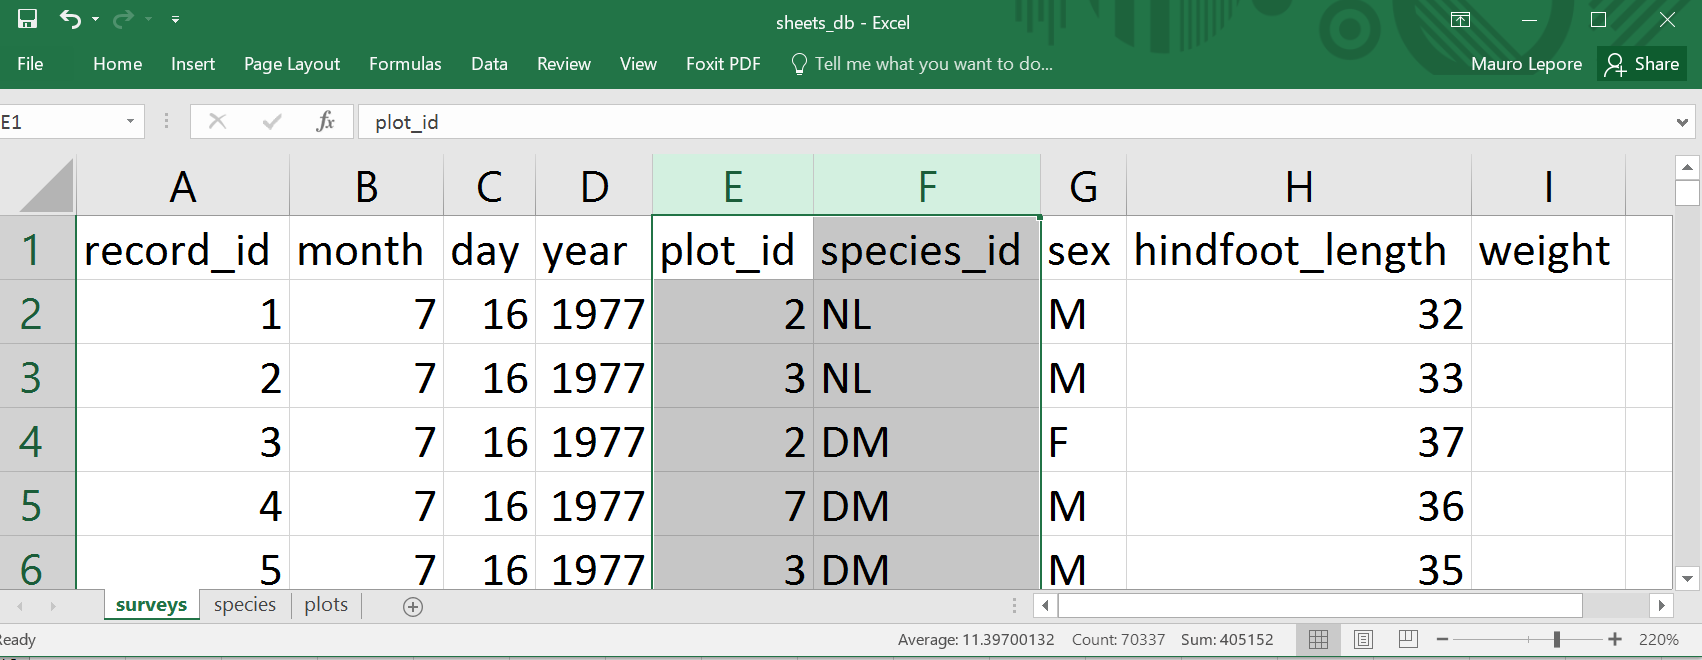 sheets_db - Excel
File Home Insert Page Layout Formulas Data Review View Foxit PDF Tell me what you want to do... Mauro Lepore Share
E1 fx plot_id
A B C D E F G H I
1 record_id month day year plot_id species_id sex hindfoot_length weight
2 1 7 16 1977 2 NL M 32
3 2 7 16 1977 3 NL M 33
4 3 7 16 1977 2 DM F 37
5 4 7 16 1977 7 DM M 36
6 5 7 16 1977 3 DM M 35
surveys species plots
eady Average: 11.39700132 Count: 70337 Sum: 405152 220%